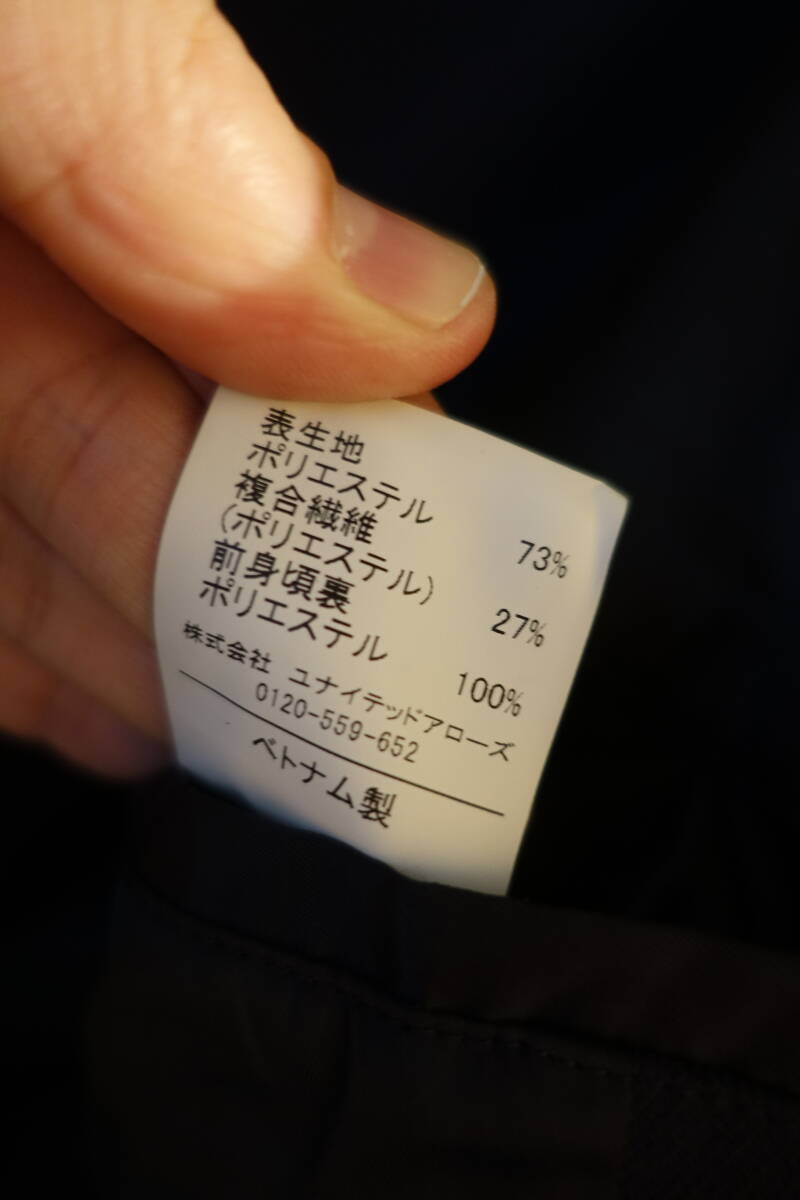 表生地
ポリエステル 73%
複合繊維
(ポリエステル) 27%
前身頃裏
ポリエステル 100%
株式会社 ユナイテッドアローズ
0120-559-652
ベトナム製